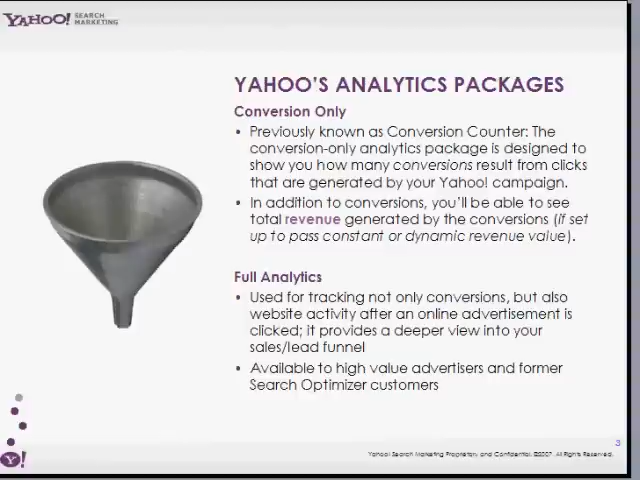 YAHOO! SEARCH
MARKETING
YAHOO'S ANALYTICS PACKAGES
Conversion Only
• Previously known as Conversion Counter: The
conversion-only analytics package is designed to
show you how many conversions result from clicks
that are generated by your Yahoo! campaign.
• In addition to conversions, you'll be able to see
total revenue generated by the conversions (If set
up to pass constant or dynamic revenue value).
Full Analytics
• Used for tracking not only conversions, but also
website activity after an online advertisement is
clicked; it provides a deeper view into your
sales/lead funnel
• Available to high value advertisers and former
Search Optimizer customers
3
Yahoo! Search Marketing Proprietary and Confidential, ©2007. All Rights Reserved.
Y!